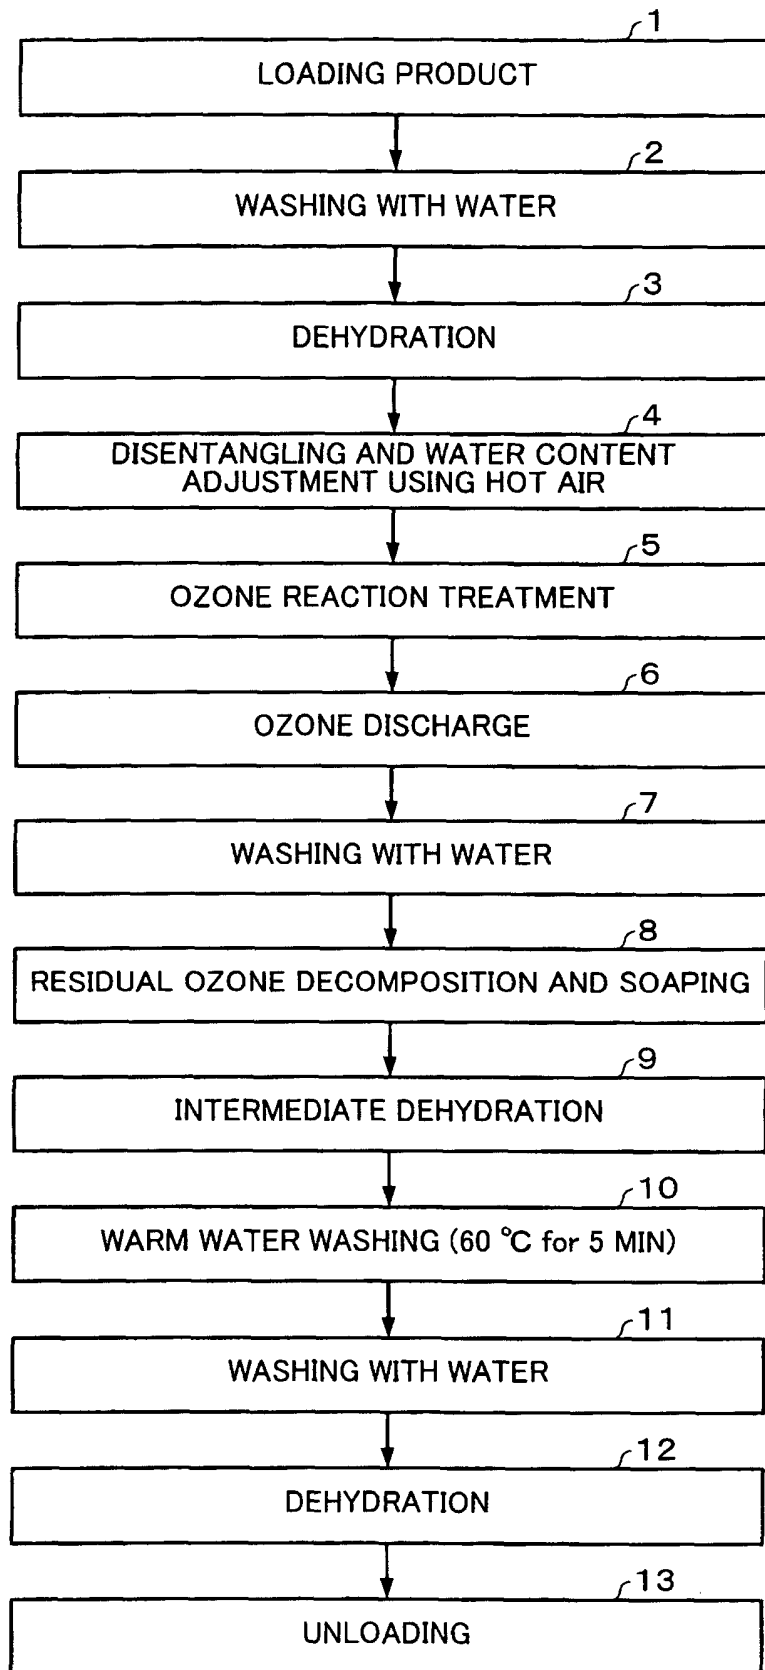 1
LOADING PRODUCT
2
WASHING WITH WATER
3
DEHYDRATION
4
DISENTANGLING AND WATER CONTENT
ADJUSTMENT USING HOT AIR
5
OZONE REACTION TREATMENT
6
OZONE DISCHARGE
7
WASHING WITH WATER
8
RESIDUAL OZONE DECOMPOSITION AND SOAPING
9
INTERMEDIATE DEHYDRATION
10
WARM WATER WASHING (60 °C for 5 MIN)
11
WASHING WITH WATER
12
DEHYDRATION
13
UNLOADING